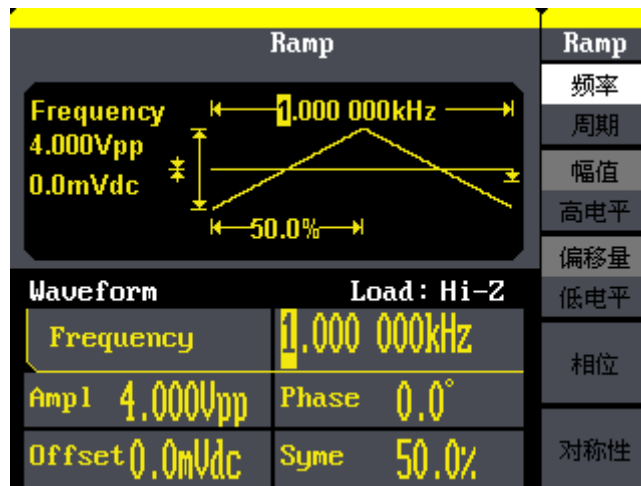 Ramp
Frequency
1.000 000kHz
4.000Vpp
0.0mVdc
50.0%
Waveform
Load: Hi-Z
Frequency
1.000 000kHz
Ampl 4.000Vpp
Phase 0.0°
Offset 0.0mVdc
Syme 50.0%
Ramp
频率
周期
幅值
高电平
偏移量
低电平
相位
对称性